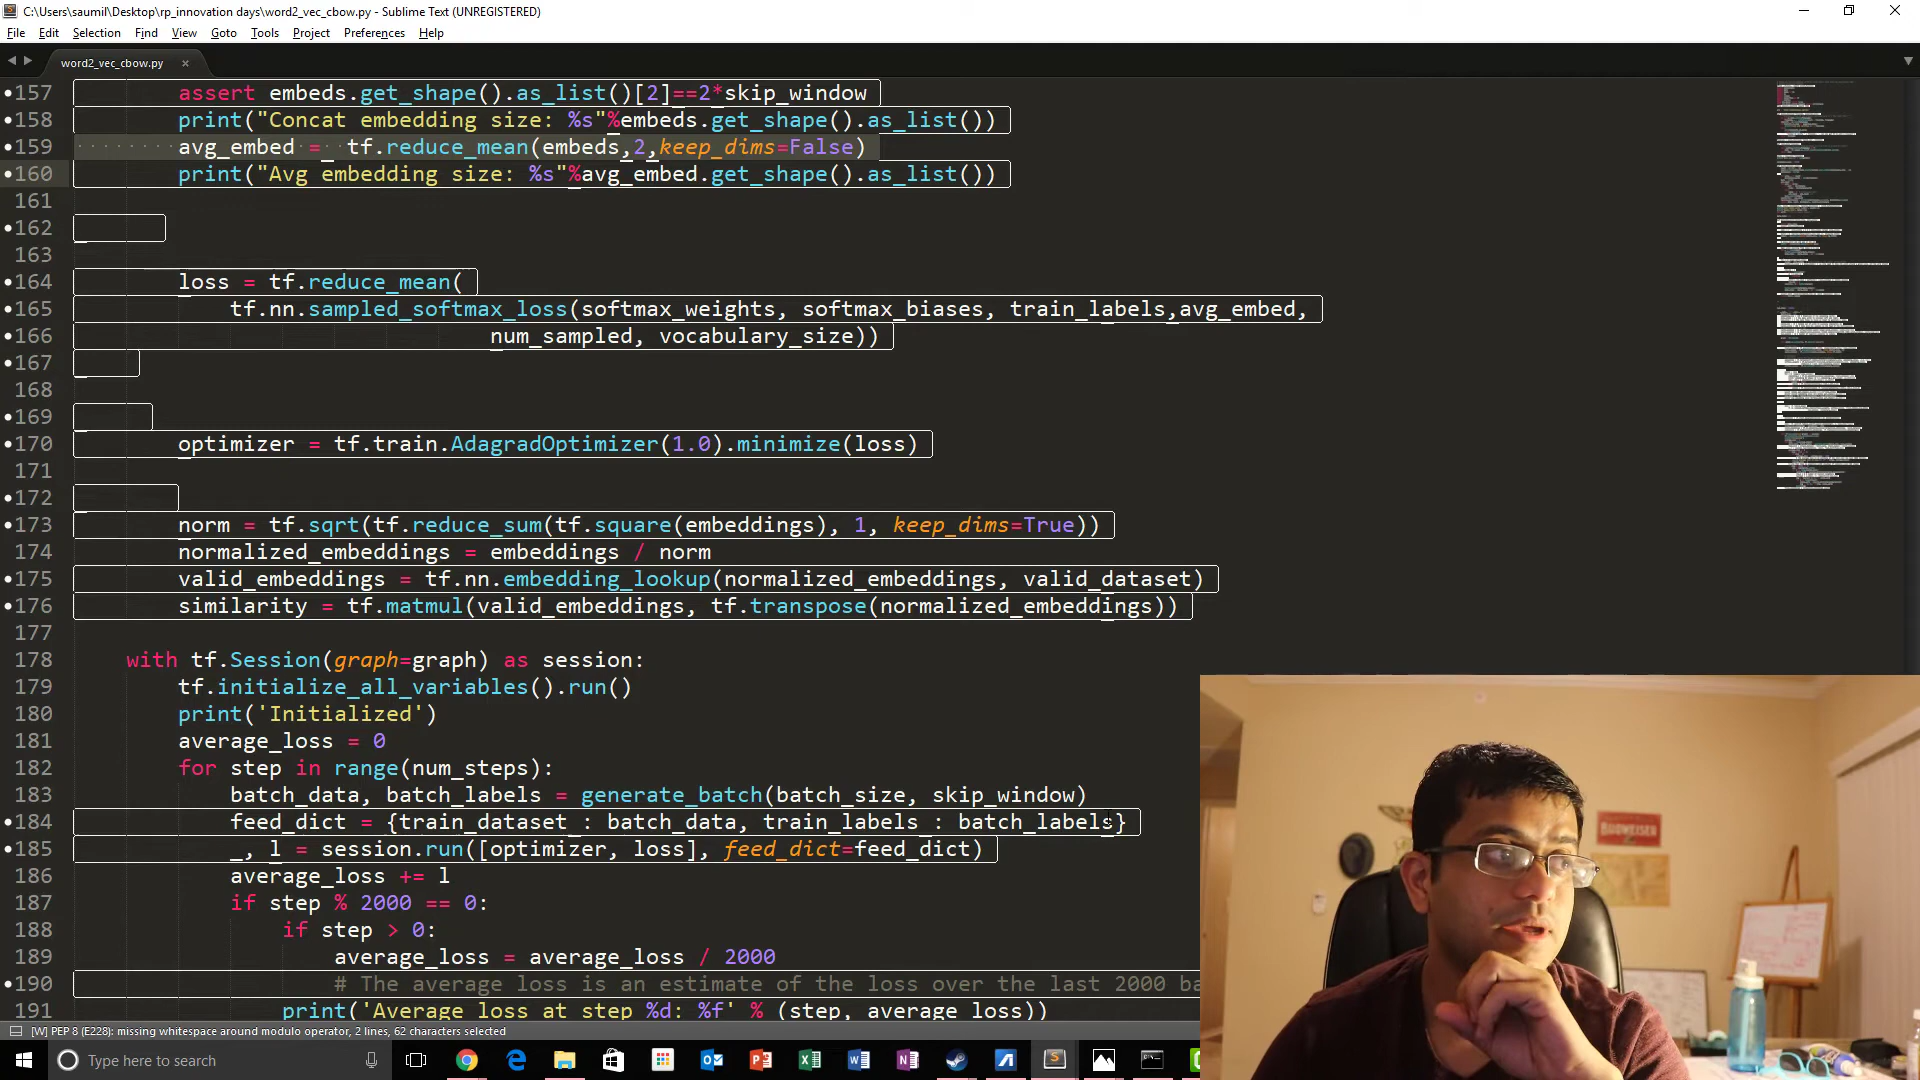 C:\Users\saumil\Desktop\rp_innovation days\word2_vec_cbow.py - Sublime Text (UNREGISTERED)
File Edit Selection Find View Goto Tools Project Preferences Help
word2_vec_cbow.py ×
157 assert embeds.get_shape().as_list()[2]==2*skip_window
158 print("Concat embedding size: %s"%embeds.get_shape().as_list())
159 avg_embed = tf.reduce_mean(embeds,2,keep_dims=False)
160 print("Avg embedding size: %s"%avg_embed.get_shape().as_list())
161
162
163
164 loss = tf.reduce_mean(
165 tf.nn.sampled_softmax_loss(softmax_weights, softmax_biases, train_labels,avg_embed,
166 num_sampled, vocabulary_size))
167
168
169
170 optimizer = tf.train.AdagradOptimizer(1.0).minimize(loss)
171
172
173 norm = tf.sqrt(tf.reduce_sum(tf.square(embeddings), 1, keep_dims=True))
174 normalized_embeddings = embeddings / norm
175 valid_embeddings = tf.nn.embedding_lookup(normalized_embeddings, valid_dataset)
176 similarity = tf.matmul(valid_embeddings, tf.transpose(normalized_embeddings))
177
178 with tf.Session(graph=graph) as session:
179 tf.initialize_all_variables().run()
180 print('Initialized')
181 average_loss = 0
182 for step in range(num_steps):
183 batch_data, batch_labels = generate_batch(batch_size, skip_window)
184 feed_dict = {train_dataset : batch_data, train_labels : batch_labels}
185 _, l = session.run([optimizer, loss], feed_dict=feed_dict)
186 average_loss += l
187 if step % 2000 == 0:
188 if step > 0:
189 average_loss = average_loss / 2000
190 # The average loss is an estimate of the loss over the last 2000 ba
191 print('Average loss at step %d: %f' % (step, average_loss))
BUDWEISER
[W] PEP 8 (E228): missing whitespace around modulo operator, 2 lines, 62 characters selected
Type here to search